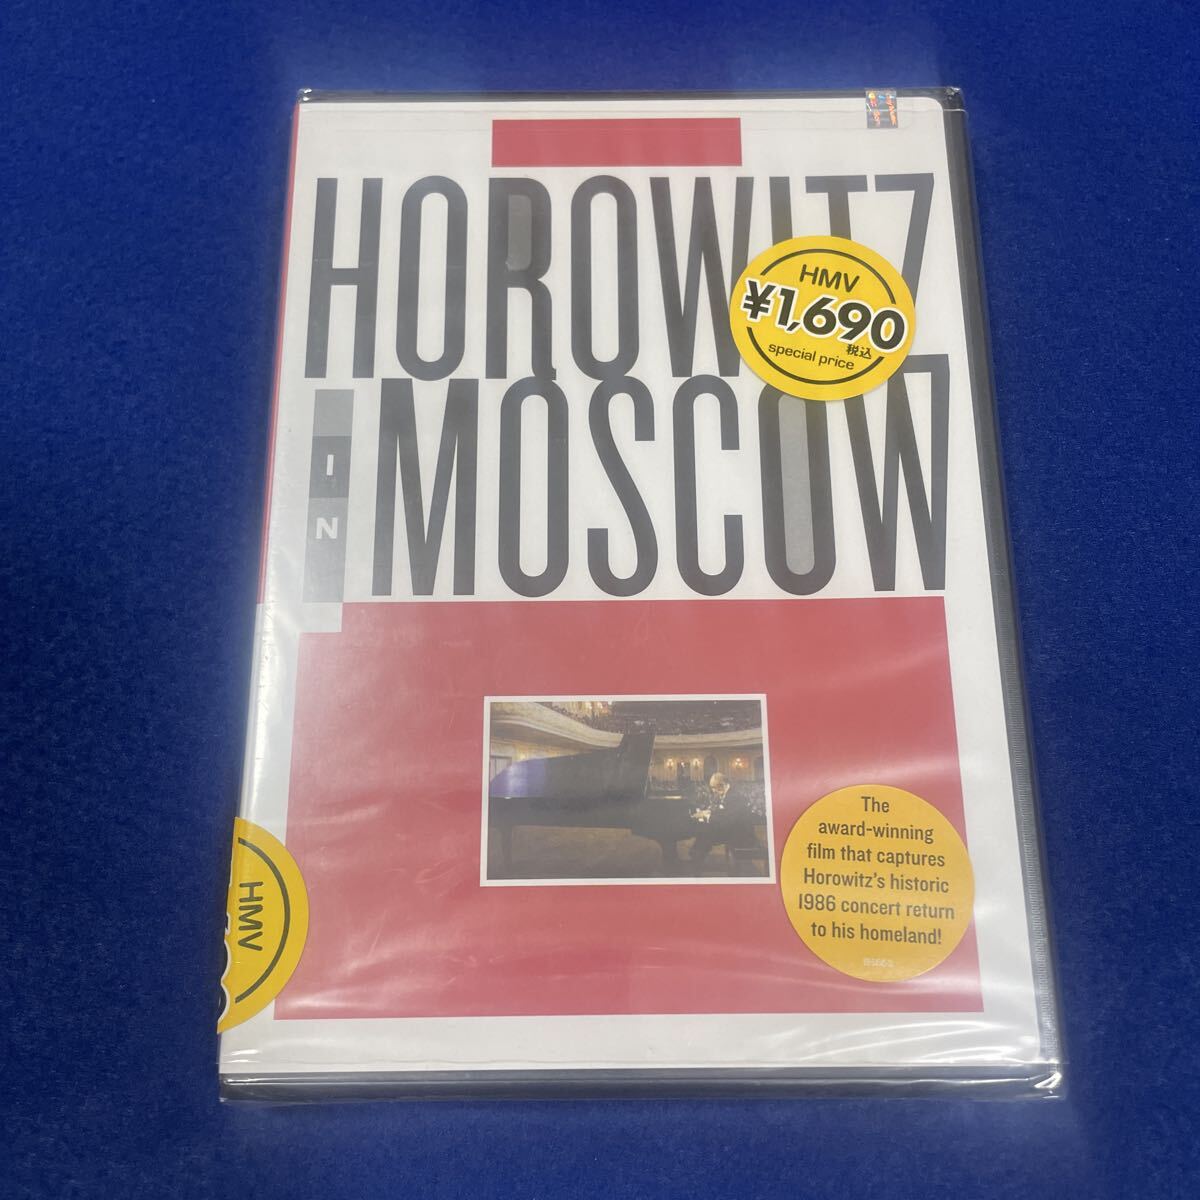 HOROWITZ
IN
MOSCOW
HMV
¥1,690
税込
special price
The
award-winning
film that captures
Horowitz's historic
1986 concert return
to his homeland!
HMV